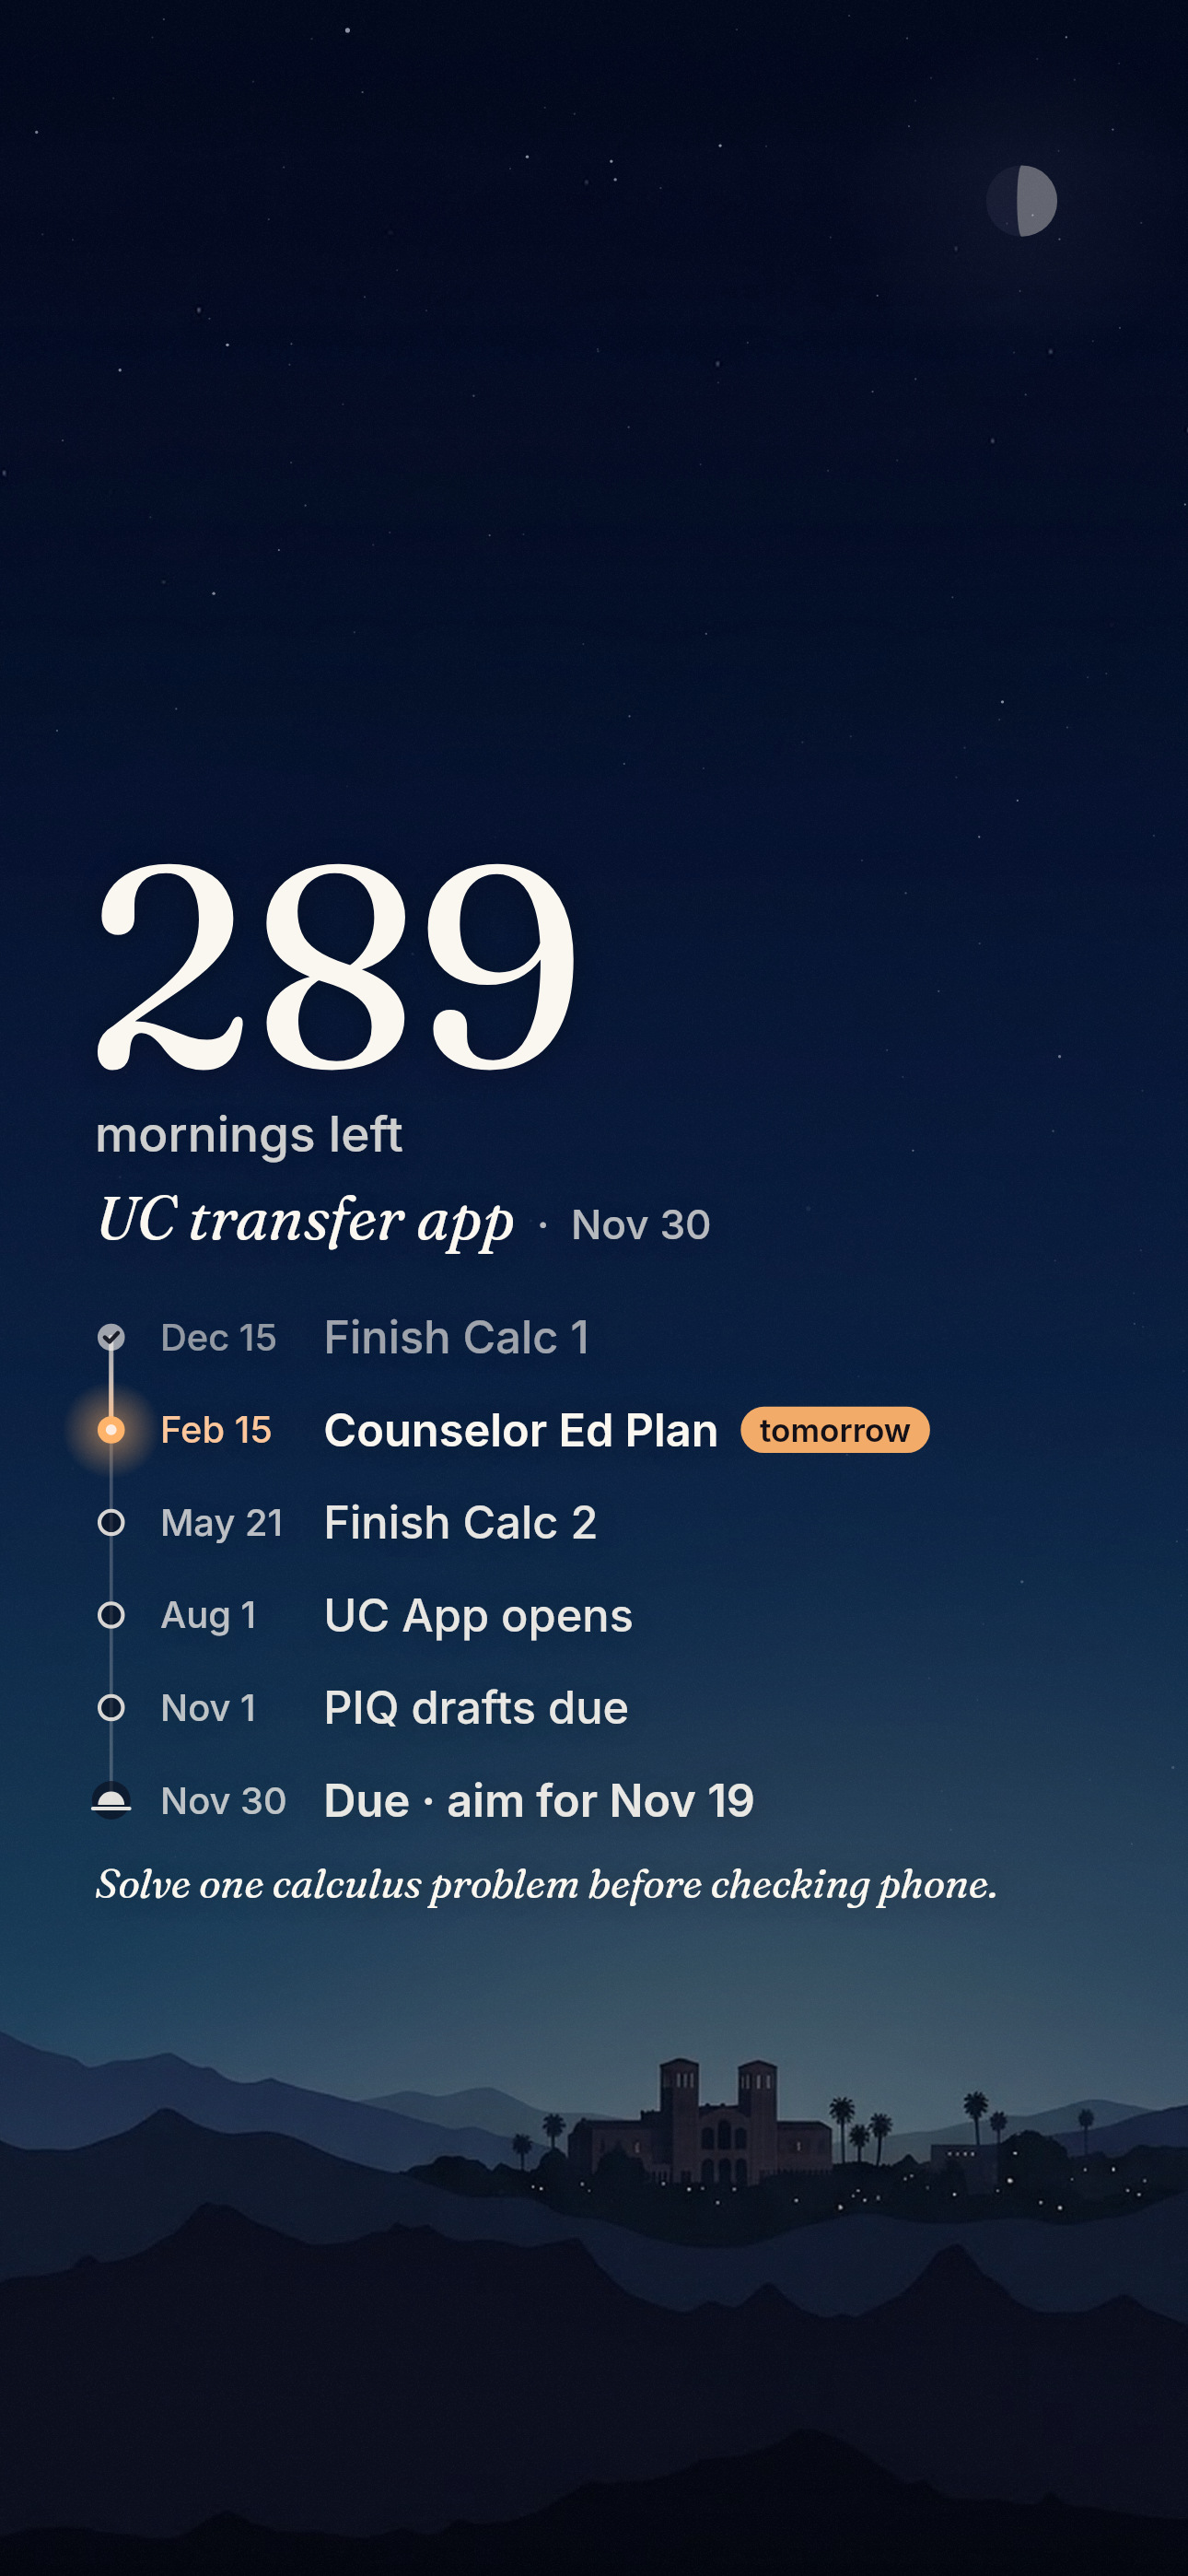 289
mornings left
UC transfer app · Nov 30
Dec 15 Finish Calc 1
Feb 15 Counselor Ed Plan tomorrow
May 21 Finish Calc 2
Aug 1 UC App opens
Nov 1 PIQ drafts due
Nov 30 Due · aim for Nov 19
Solve one calculus problem before checking phone.